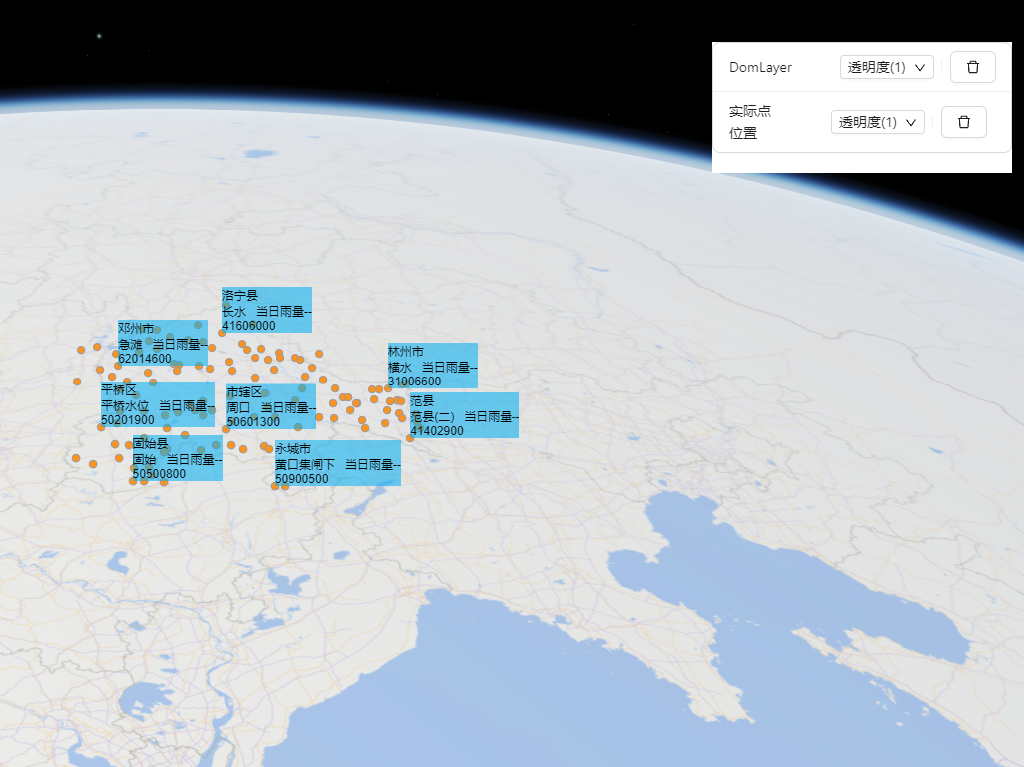 DomLayer 透明度(1)
实际点
位置
透明度(1)
洛宁县
长水 当日雨量--
41606000
邓州市
急滩 当日雨量--
62014600
林州市
横水 当日雨量--
31006600
平桥区
平桥水位 当日雨量--
50201900
市辖区
周口 当日雨量--
50601300
范县
范县(二) 当日雨量--
41402900
固始县
固始 当日雨量--
50500800
永城市
黄口集闸下 当日雨量--
50900500